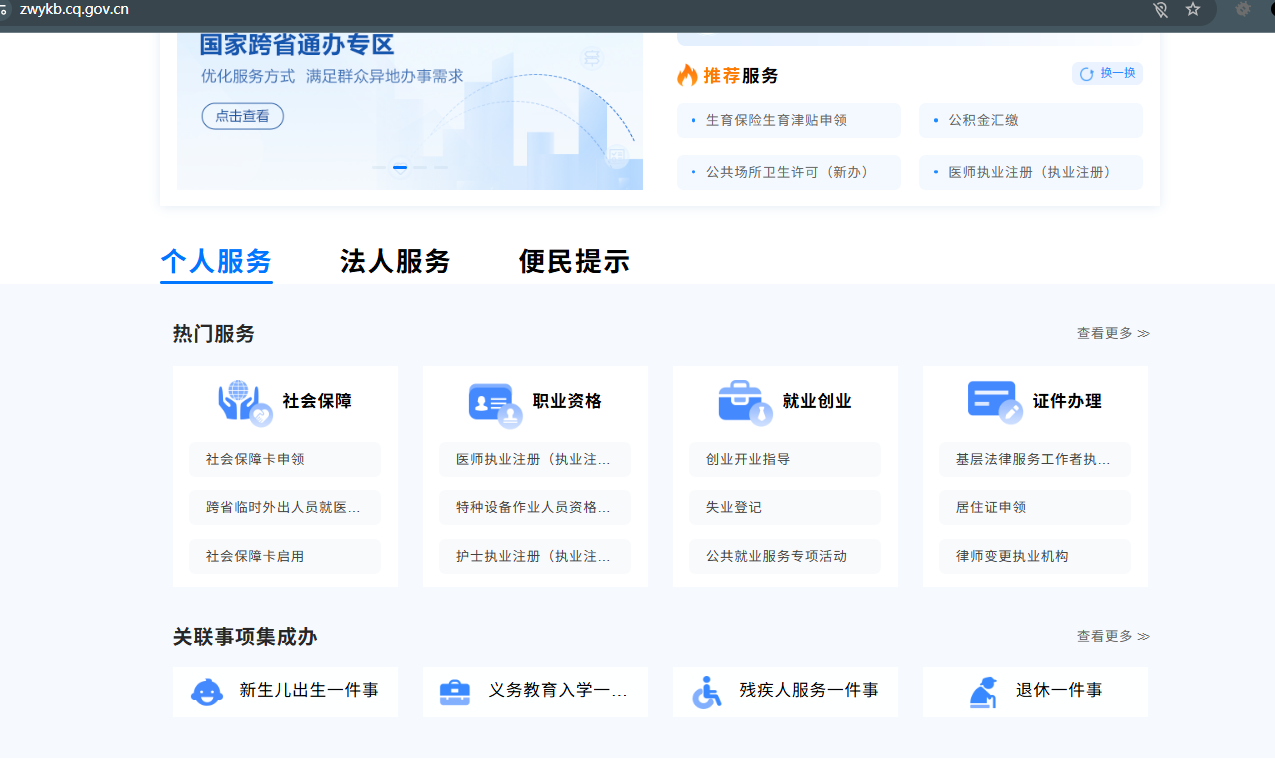 zwykb.cq.gov.cn
国家跨省通办专区
优化服务方式 满足群众异地办事需求
点击查看
推荐服务
换一换
生育保险生育津贴申领
公积金汇缴
公共场所卫生许可（新办）
医师执业注册（执业注册）
个人服务 法人服务 便民提示
热门服务
查看更多 >>
社会保障
社会保障卡申领
跨省临时外出人员就医...
社会保障卡启用
职业资格
医师执业注册（执业注...
特种设备作业人员资格...
护士执业注册（执业注...
就业创业
创业开业指导
失业登记
公共就业服务专项活动
证件办理
基层法律服务工作者执...
居住证申领
律师变更执业机构
关联事项集成办
查看更多 >>
新生儿出生一件事
义务教育入学一...
残疾人服务一件事
退休一件事